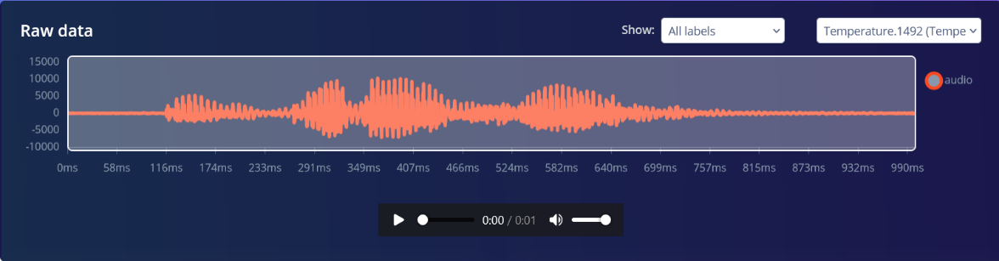 Raw data
Show: All labels Temperature.1492 (Tempe
15000
10000
5000
0
-5000
-10000
audio
0ms 58ms 116ms 174ms 233ms 291ms 349ms 407ms 466ms 524ms 582ms 640ms 699ms 757ms 815ms 873ms 932ms 990ms
0:00 / 0:01